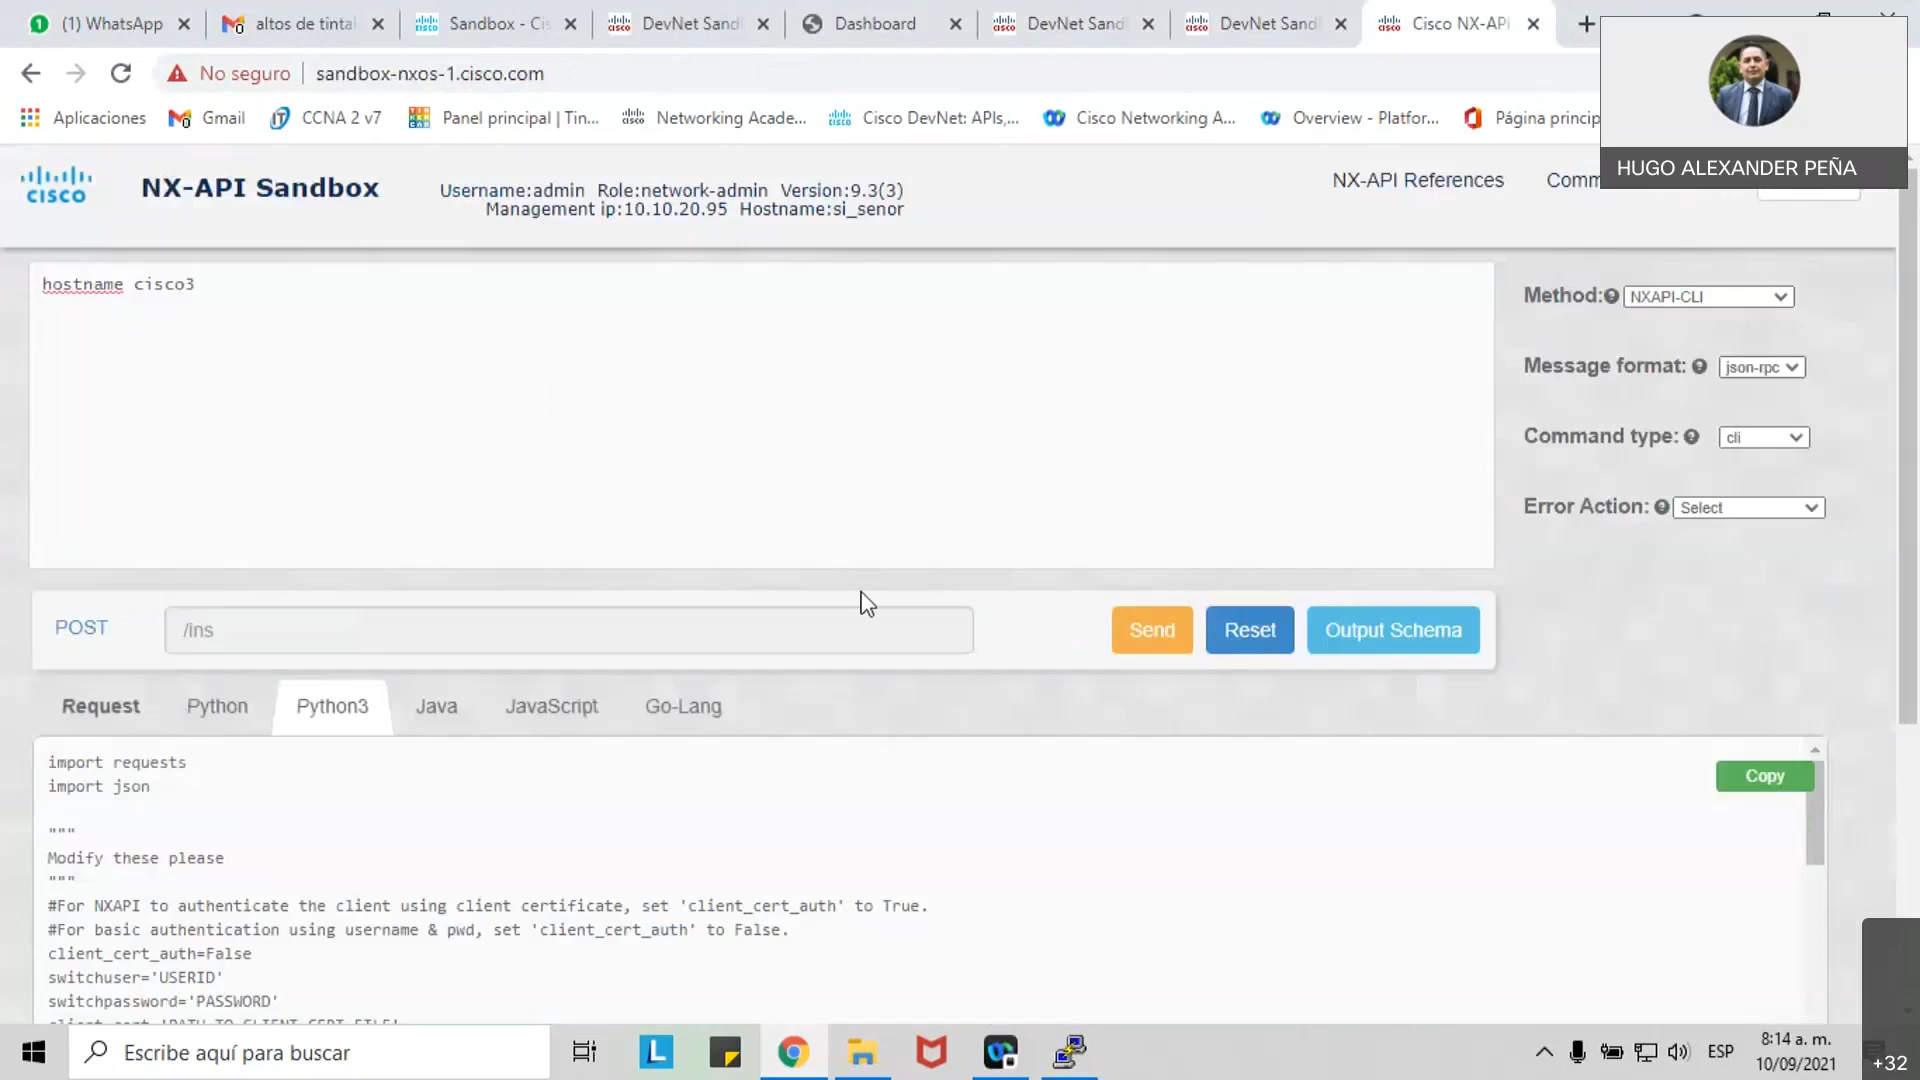 (1) WhatsApp
altos de tintal
Sandbox - Cis
DevNet Sand
Dashboard
DevNet Sand
DevNet Sand
Cisco NX-API
No seguro
sandbox-nxos-1.cisco.com
Aplicaciones
Gmail
CCNA 2 v7
Panel principal | Tin...
Networking Acade...
Cisco DevNet: APIs,...
Cisco Networking A...
Overview - Platfor...
Página princip
HUGO ALEXANDER PEÑA
CISCO
NX-API Sandbox
Username:admin Role:network-admin Version:9.3(3)
Management ip:10.10.20.95 Hostname:si_senor
NX-API References
Comm
hostname cisco3
Method:
NXAPI-CLI
Message format:
json-rpc
Command type:
cli
Error Action:
Select
POST
/ins
Send
Reset
Output Schema
Request
Python
Python3
Java
JavaScript
Go-Lang
import requests
import json
"""
Modify these please
"""
#For NXAPI to authenticate the client using client certificate, set 'client_cert_auth' to True.
#For basic authentication using username & pwd, set 'client_cert_auth' to False.
client_cert_auth=False
switchuser='USERID'
switchpassword='PASSWORD'
client_cert='PATH_TO_CLIENT_CERT_FILE'
Copy
Escribe aquí para buscar
ESP
8:14 a. m.
10/09/2021
+32